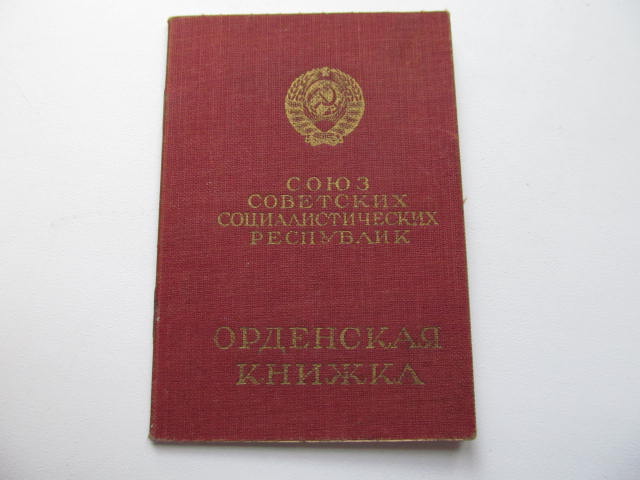 СОЮЗ
СОВЕТСКИХ
СОЦИАЛИСТИЧЕСКИХ
РЕСПУБЛИК
ОРДЕНСКАЯ
КНИЖКА